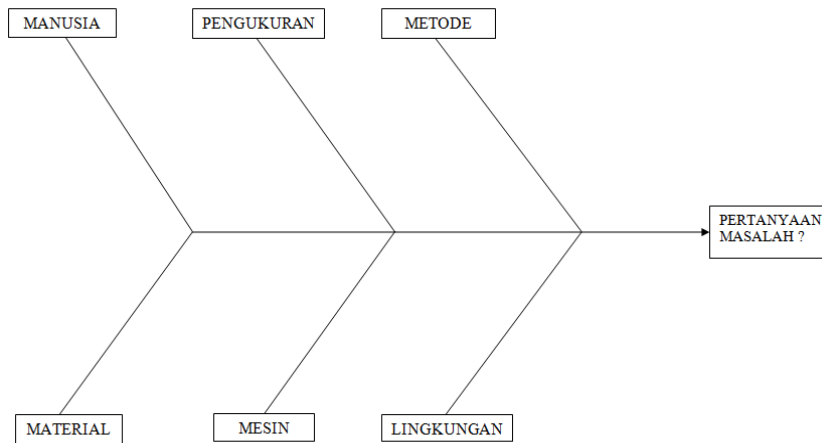 MANUSIA
PENGUKURAN
METODE
PERTANYAAN
MASALAH ?
MATERIAL
MESIN
LINGKUNGAN